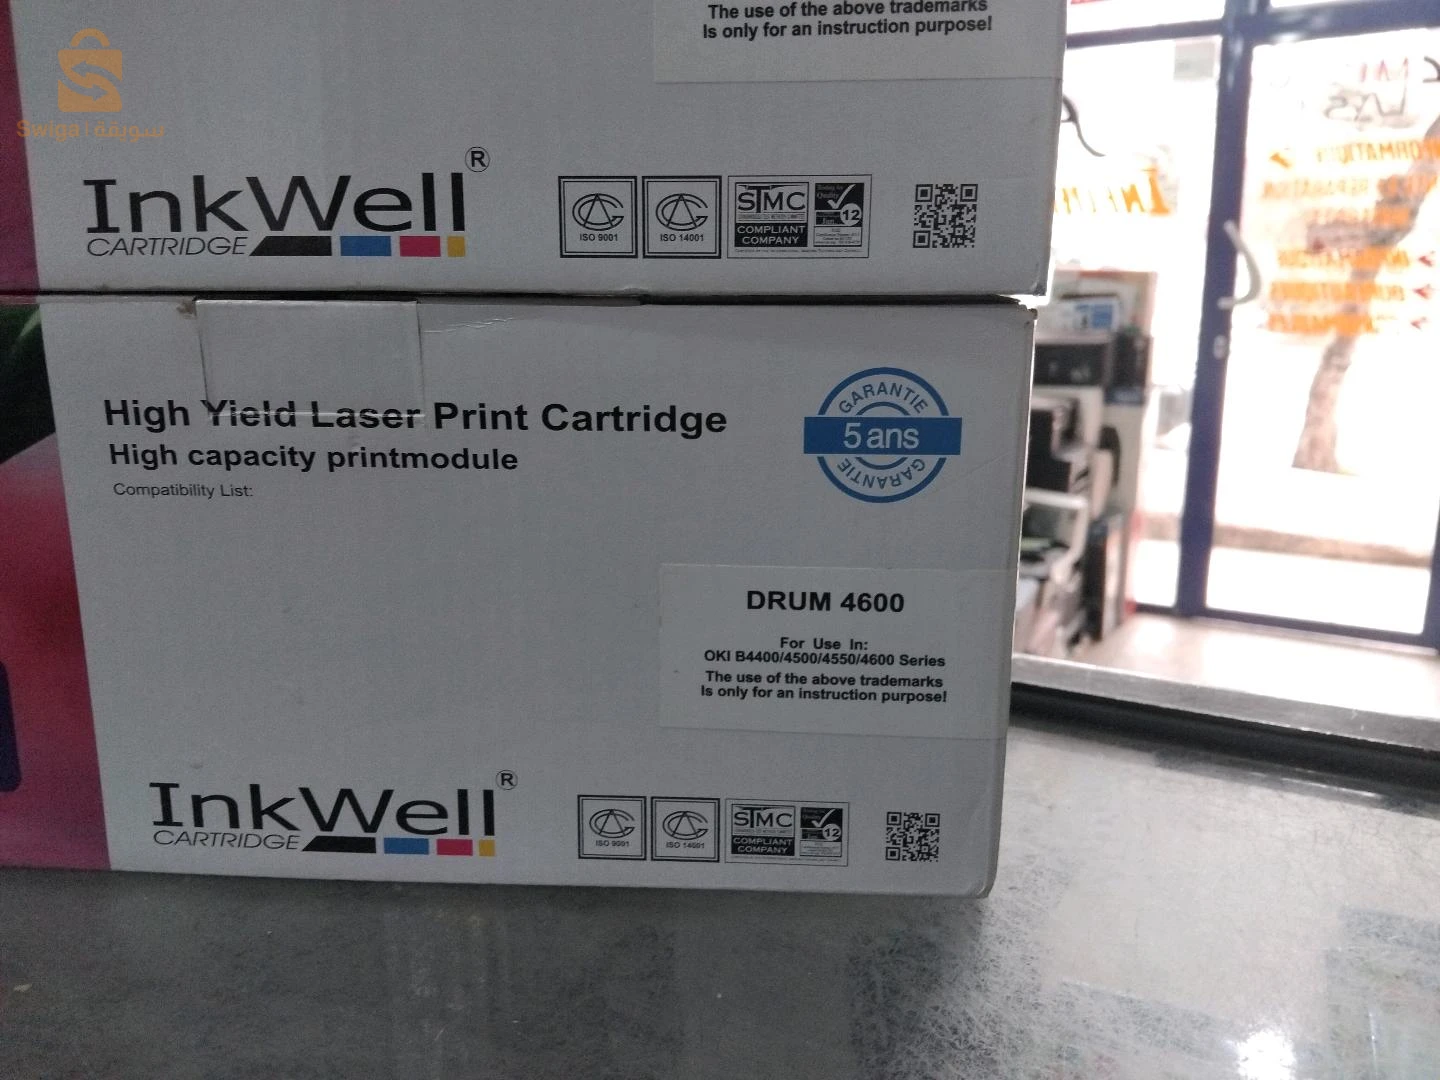 The use of the above trademarks
Is only for an instruction purpose!
Swiqa سويقة
InkWell®
CARTRIDGE
ISO 9001
ISO 14001
STMC
COMPLIANT
COMPANY
12
High Yield Laser Print Cartridge
High capacity printmodule
Compatibility List:
GARANTIE
5 ans
GARANTIE
DRUM 4600
For Use In:
OKI B4400/4500/4550/4600 Series
The use of the above trademarks
Is only for an instruction purpose!
InkWell®
CARTRIDGE
ISO 9001
ISO 14001
STMC
COMPLIANT
COMPANY
12